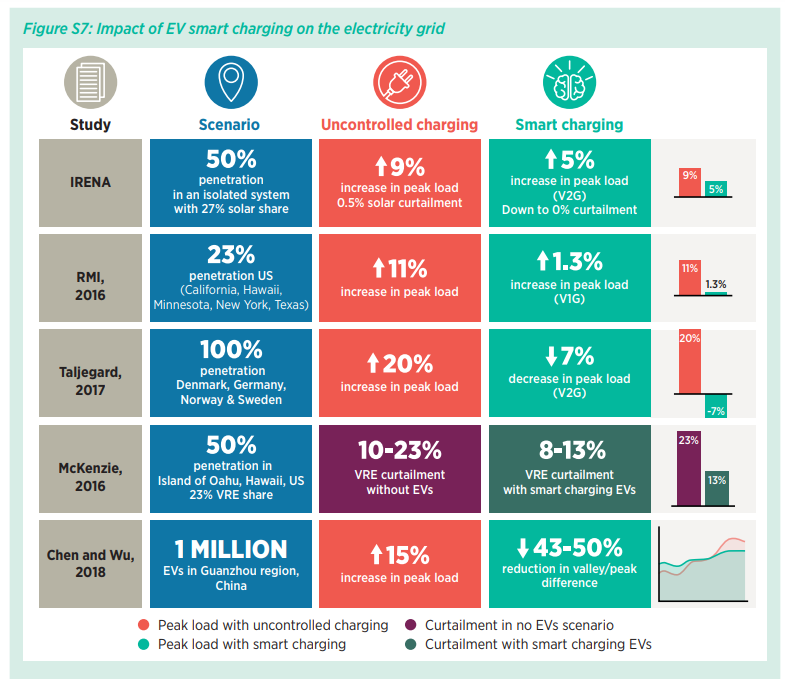 Figure S7: Impact of EV smart charging on the electricity grid
Study
Scenario
Uncontrolled charging
Smart charging
IRENA
50%
penetration
in an isolated system
with 27% solar share
↑9%
increase in peak load
0.5% solar curtailment
↑5%
increase in peak load
(V2G)
Down to 0% curtailment
9%
5%
RMI,
2016
23%
penetration US
(California, Hawaii,
Minnesota, New York, Texas)
↑11%
increase in peak load
↑1.3%
increase in peak load
(V1G)
11%
1.3%
Taljegard,
2017
100%
penetration
Denmark, Germany,
Norway & Sweden
↑20%
increase in peak load
↓7%
decrease in peak load
(V2G)
20%
-7%
McKenzie,
2016
50%
penetration in
Island of Oahu, Hawaii, US
23% VRE share
10-23%
VRE curtailment
without EVs
8-13%
VRE curtailment
with smart charging EVs
23%
13%
Chen and Wu,
2018
1 MILLION
EVs in Guanzhou region,
China
↑15%
increase in peak load
↓43-50%
reduction in valley/peak
difference
Peak load with uncontrolled charging
Curtailment in no EVs scenario
Peak load with smart charging
Curtailment with smart charging EVs